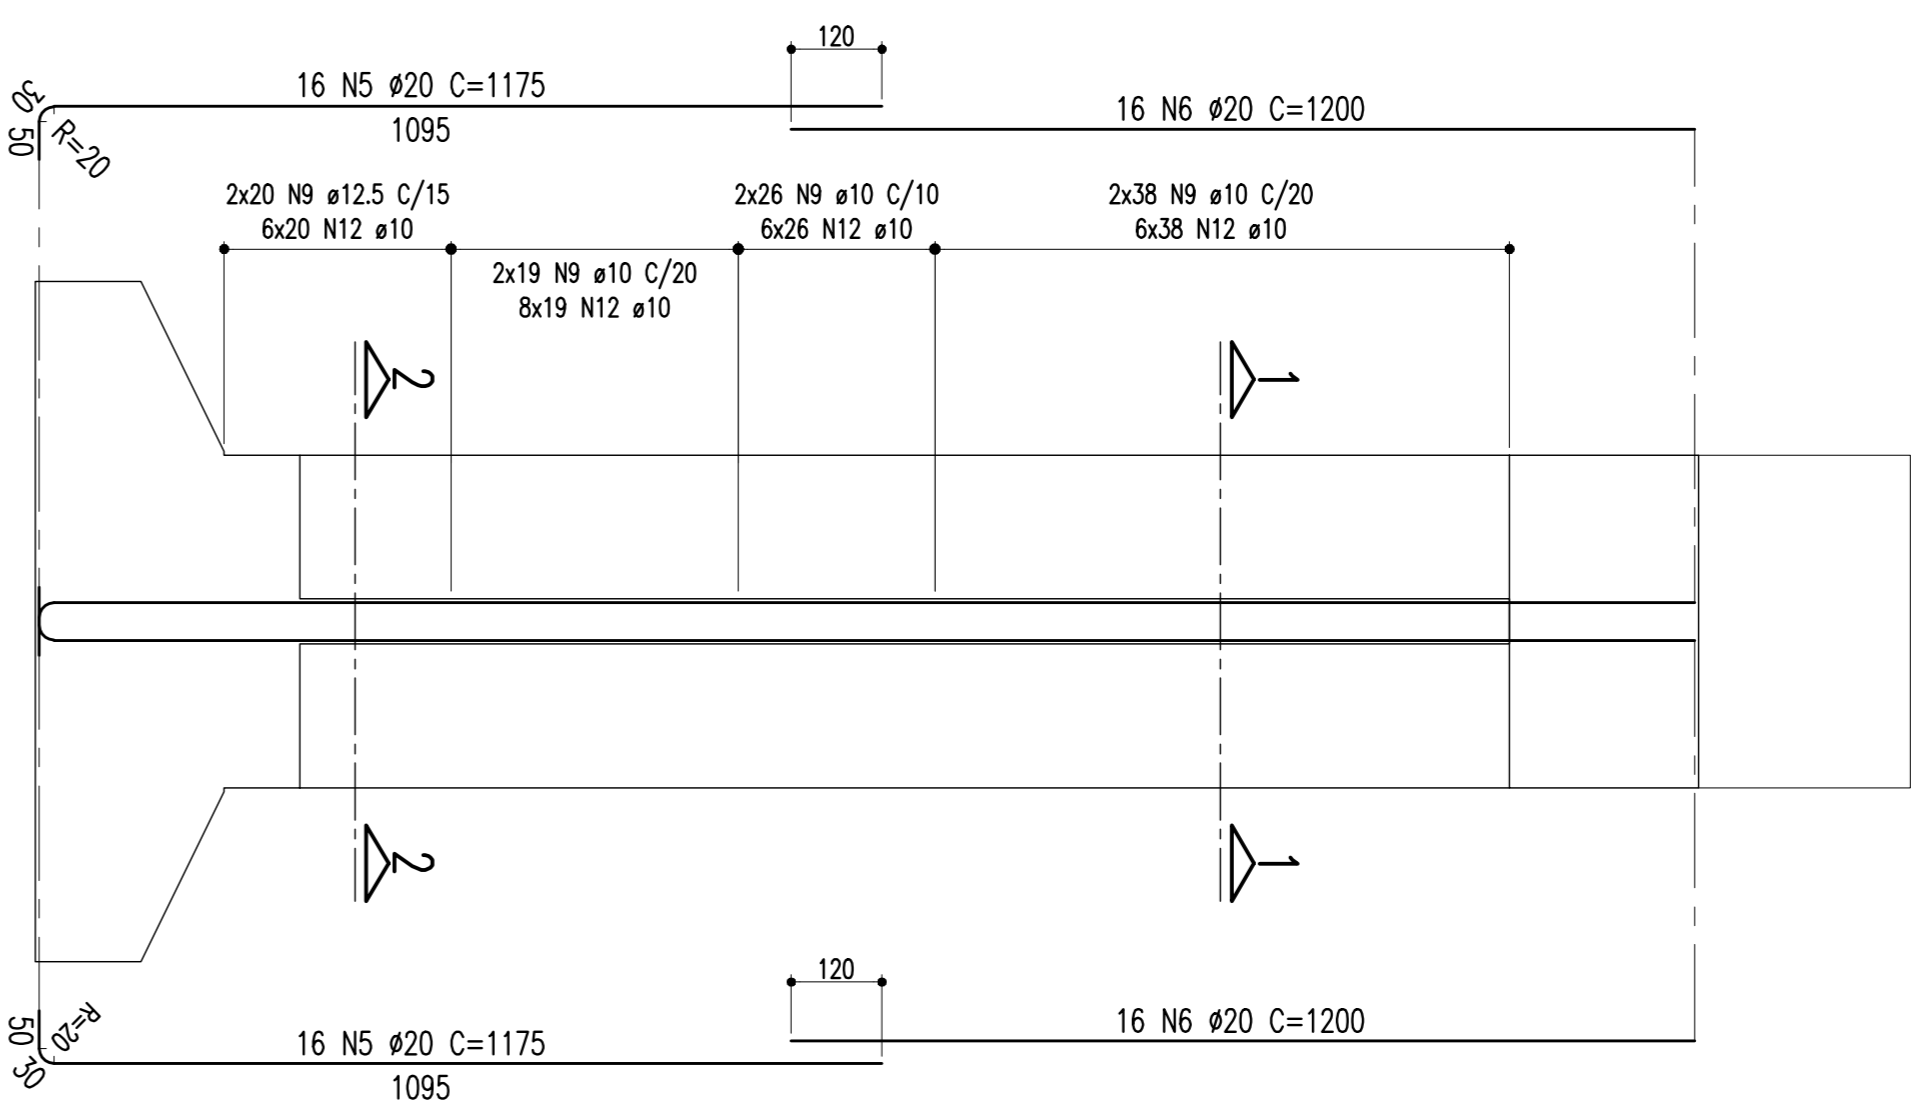 120
16 N5 ø20 C=1175
1095
16 N6 ø20 C=1200
30
50
R=20
2x20 N9 ø12.5 C/15
6x20 N12 ø10
2x19 N9 ø10 C/20
8x19 N12 ø10
2x26 N9 ø10 C/10
6x26 N12 ø10
2x38 N9 ø10 C/20
6x38 N12 ø10
2
1
2
1
120
16 N6 ø20 C=1200
R=20
50
30
16 N5 ø20 C=1175
1095